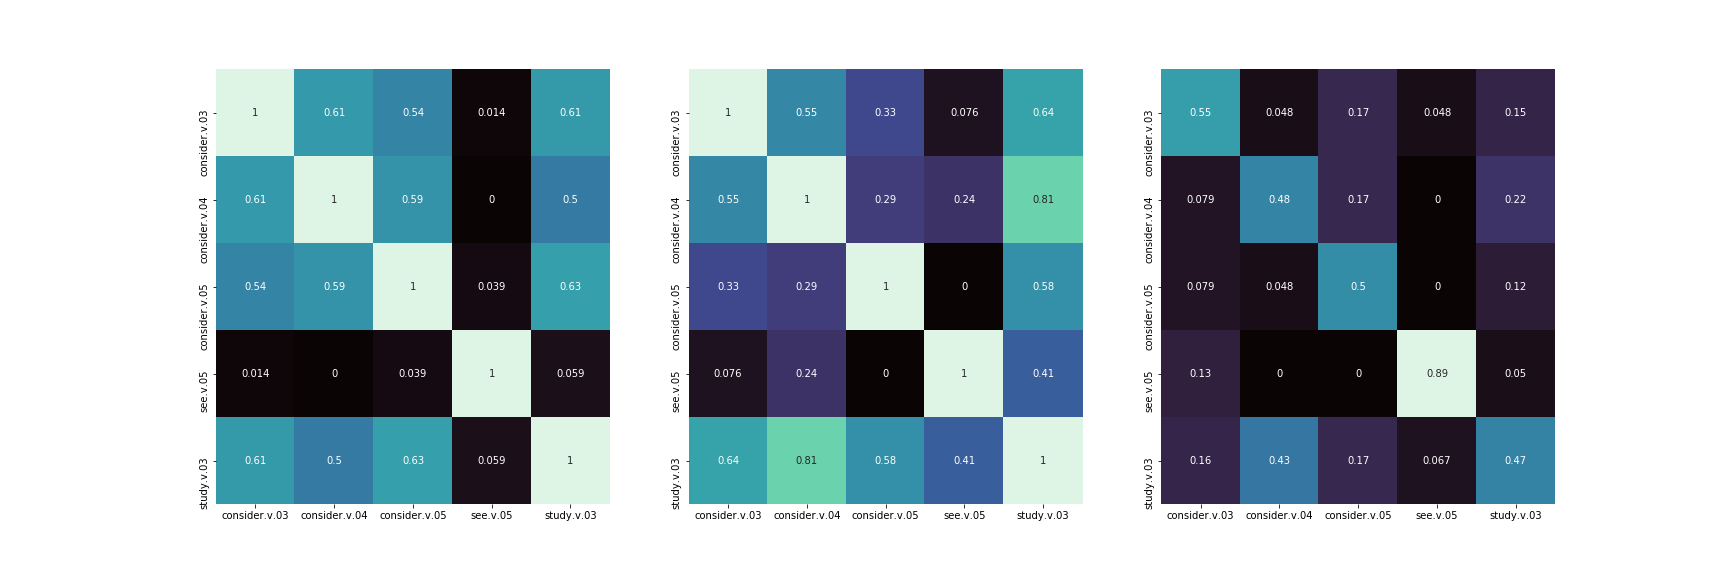 consider.v.03 1 0.61 0.54 0.014 0.61
consider.v.04 0.61 1 0.59 0 0.5
consider.v.05 0.54 0.59 1 0.039 0.63
see.v.05 0.014 0 0.039 1 0.059
study.v.03 0.61 0.5 0.63 0.059 1
consider.v.03 consider.v.04 consider.v.05 see.v.05 study.v.03
consider.v.03 1 0.55 0.33 0.076 0.64
consider.v.04 0.55 1 0.29 0.24 0.81
consider.v.05 0.33 0.29 1 0 0.58
see.v.05 0.076 0.24 0 1 0.41
study.v.03 0.64 0.81 0.58 0.41 1
consider.v.03 consider.v.04 consider.v.05 see.v.05 study.v.03
consider.v.03 0.55 0.048 0.17 0.048 0.15
consider.v.04 0.079 0.48 0.17 0 0.22
consider.v.05 0.079 0.048 0.5 0 0.12
see.v.05 0.13 0 0 0.89 0.05
study.v.03 0.16 0.43 0.17 0.067 0.47
consider.v.03 consider.v.04 consider.v.05 see.v.05 study.v.03